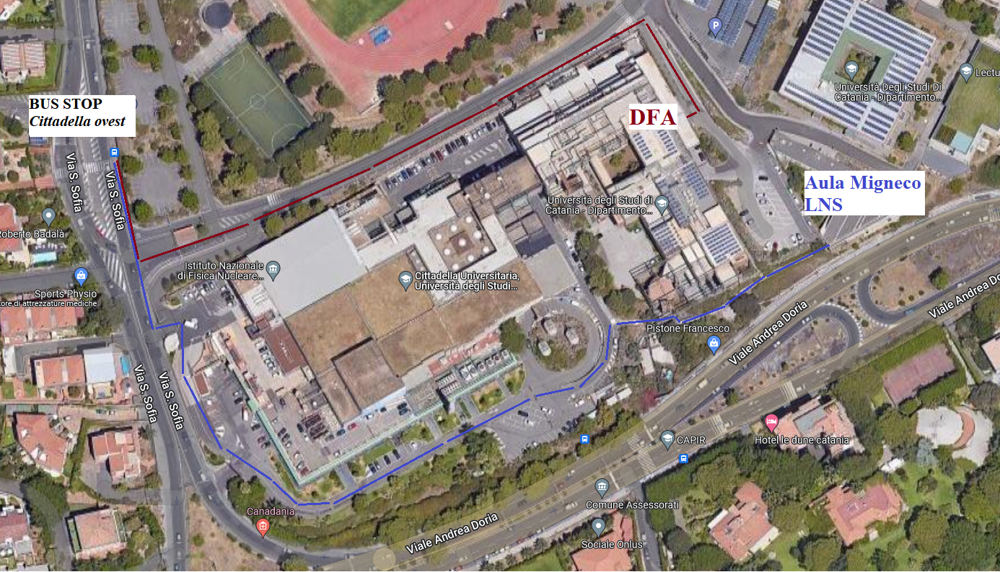 BUS STOP
Cittadella ovest
P
Università Degli Studi Di
Catania - Dipartimento...
Lectu
DFA
Via S. Sofia
Via S. Sofia
Aula Migneco
LNS
Università degli Studi di
Catania - Dipartimento...
Roberto Badalà
Istituto Nazionale
di Fisica Nucleare...
Cittadella Universitaria,
Università degli Studi...
Sports Physio
tore di attrezzature mediche
Viale Andrea Do
Viale Andrea Doria
Pistone Francesco
Via S. Sofia
Via S. Sofia
Hotel le dune catania
CAPIR
Comune Assessorati
Canadania
Viale Andrea Doria
Sociale Onlus